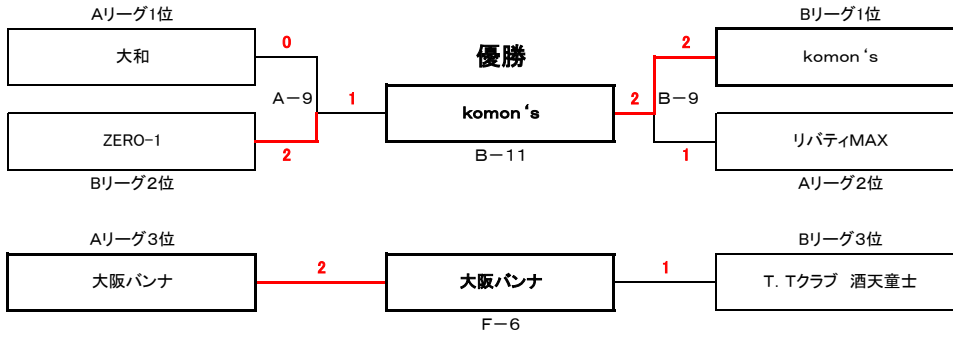 Aリーグ1位
Bリーグ1位
大和
0
優勝
2
komon‘s
A－9
1
komon‘s
2
B－9
ZERO-1
2
B－11
1
リバティMAX
Bリーグ2位
Aリーグ2位
Aリーグ3位
Bリーグ3位
大阪バンナ
2
大阪バンナ
1
T．Tクラブ　酒天童士
F－6